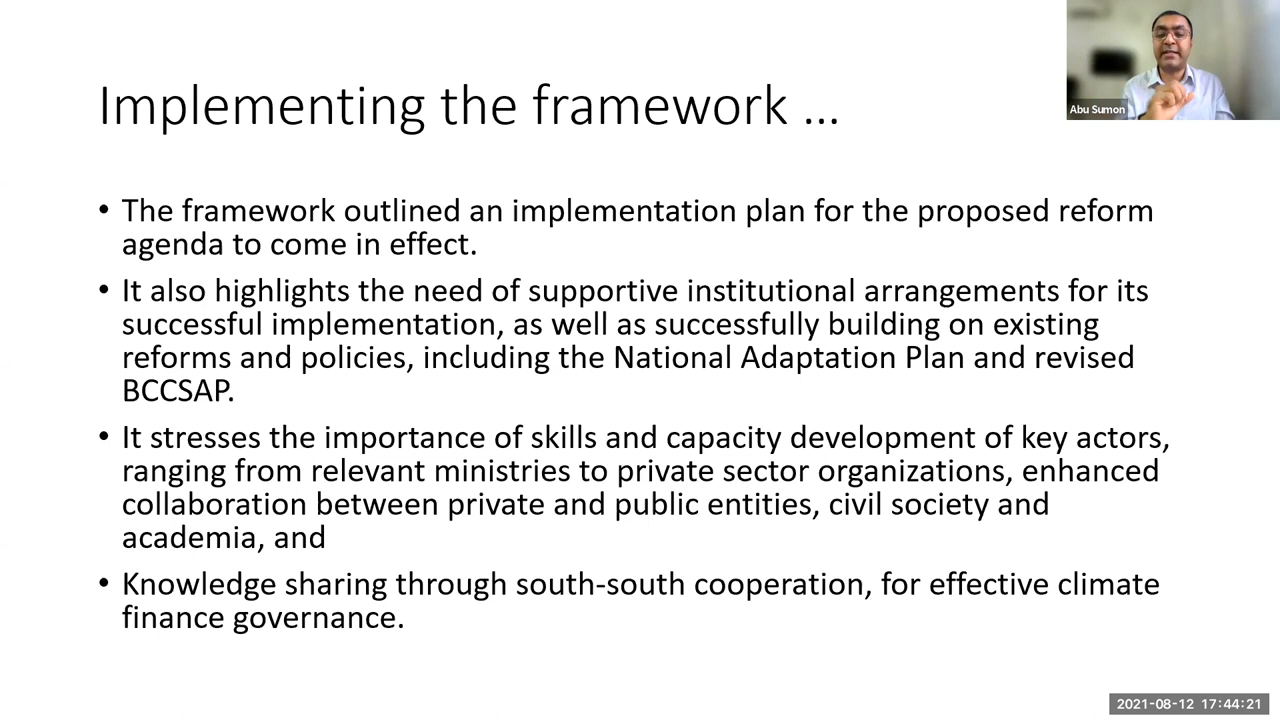 Implementing the framework ...
Abu Sumon
• The framework outlined an implementation plan for the proposed reform
agenda to come in effect.
• It also highlights the need of supportive institutional arrangements for its
successful implementation, as well as successfully building on existing
reforms and policies, including the National Adaptation Plan and revised
BCCSAP.
• It stresses the importance of skills and capacity development of key actors,
ranging from relevant ministries to private sector organizations, enhanced
collaboration between private and public entities, civil society and
academia, and
• Knowledge sharing through south-south cooperation, for effective climate
finance governance.
2021-08-12 17:44:21